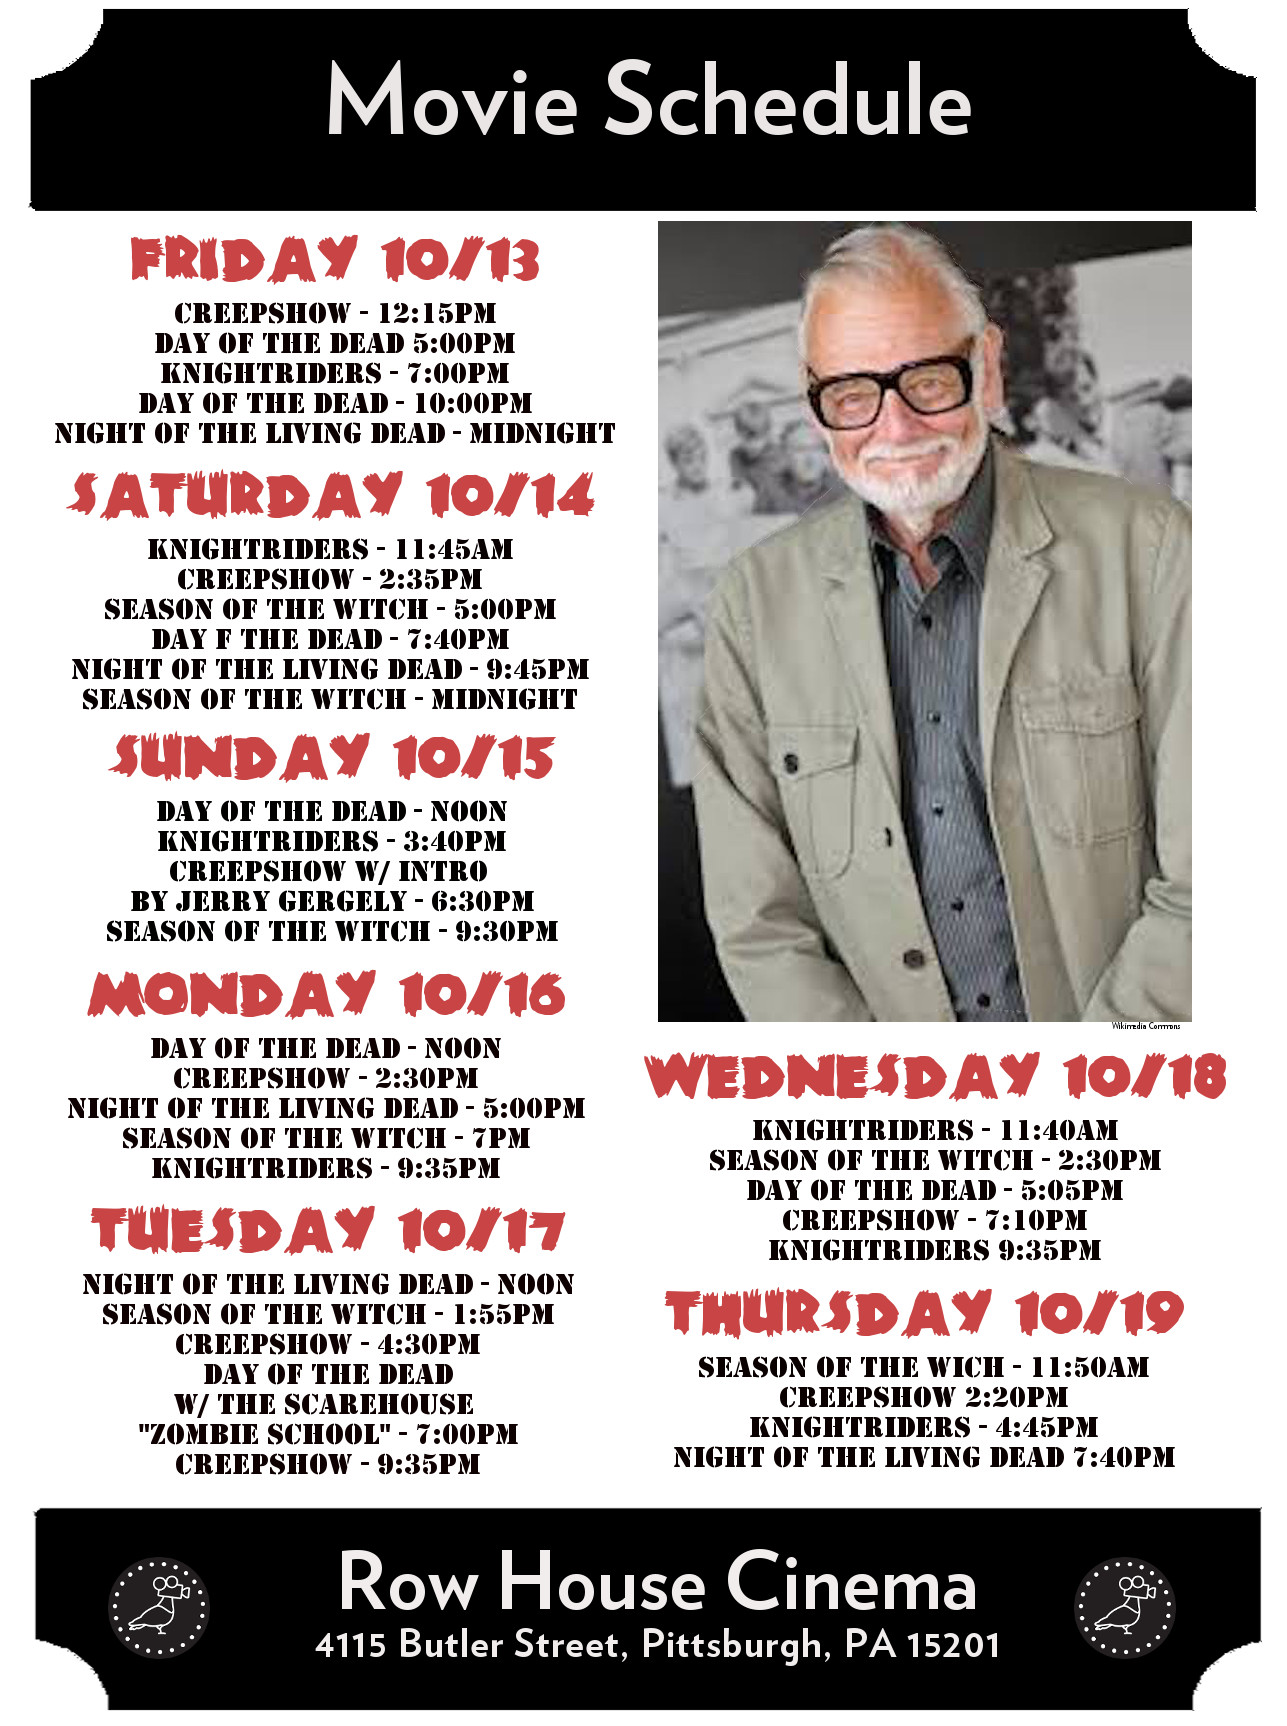 Movie Schedule
FRIDAY 10/13
CREEPSHOW - 12:15PM
DAY OF THE DEAD 5:00PM
KNIGHTRIDERS - 7:00PM
DAY OF THE DEAD - 10:00PM
NIGHT OF THE LIVING DEAD - MIDNIGHT
SATURDAY 10/14
KNIGHTRIDERS - 11:45AM
CREEPSHOW - 2:35PM
SEASON OF THE WITCH - 5:00PM
DAY F THE DEAD - 7:40PM
NIGHT OF THE LIVING DEAD - 9:45PM
SEASON OF THE WITCH - MIDNIGHT
SUNDAY 10/15
DAY OF THE DEAD - NOON
KNIGHTRIDERS - 3:40PM
CREEPSHOW W/ INTRO
BY JERRY GERGELY - 6:30PM
SEASON OF THE WITCH - 9:30PM
MONDAY 10/16
DAY OF THE DEAD - NOON
CREEPSHOW - 2:30PM
NIGHT OF THE LIVING DEAD - 5:00PM
SEASON OF THE WITCH - 7PM
KNIGHTRIDERS - 9:35PM
TUESDAY 10/17
NIGHT OF THE LIVING DEAD - NOON
SEASON OF THE WITCH - 1:55PM
CREEPSHOW - 4:30PM
DAY OF THE DEAD
W/ THE SCAREHOUSE
"ZOMBIE SCHOOL" - 7:00PM
CREEPSHOW - 9:35PM
Wikimedia Commons
WEDNESDAY 10/18
KNIGHTRIDERS - 11:40AM
SEASON OF THE WITCH - 2:30PM
DAY OF THE DEAD - 5:05PM
CREEPSHOW - 7:10PM
KNIGHTRIDERS 9:35PM
THURSDAY 10/19
SEASON OF THE WICH - 11:50AM
CREEPSHOW 2:20PM
KNIGHTRIDERS - 4:45PM
NIGHT OF THE LIVING DEAD 7:40PM
Row House Cinema
4115 Butler Street, Pittsburgh, PA 15201